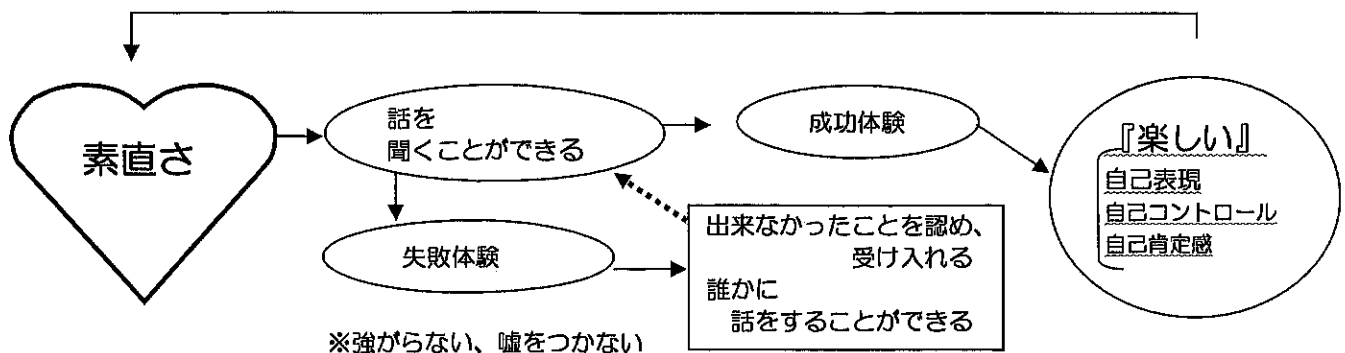 素直さ
話を
聞くことができる
成功体験
『楽しい』
自己表現
自己コントロール
自己肯定感
失敗体験
出来なかったことを認め、
受け入れる
誰かに
話をすることができる
※強がらない、嘘をつかない